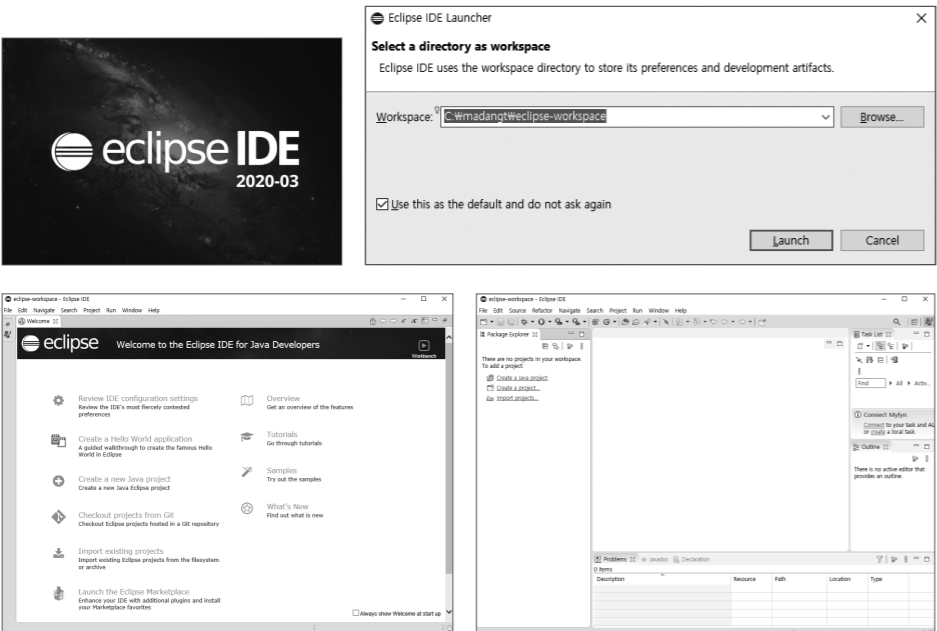 eclipse IDE
2020-03
Eclipse IDE Launcher
Select a directory as workspace
Eclipse IDE uses the workspace directory to store its preferences and development artifacts.
Workspace: C:₩madangt₩eclipse-workspace Browse...
Use this as the default and do not ask again
Launch Cancel
eclipse-workspace - Eclipse IDE
File Edit Navigate Search Project Run Window Help
Welcome
eclipse Welcome to the Eclipse IDE for Java Developers
Workbench
Review IDE configuration settings
Review the IDE's most fiercely contested
preferences
Create a Hello World application
A guided walkthrough to create the famous Hello
World in Eclipse
Create a new Java project
Create a new Java Eclipse project
Checkout projects from Git
Checkout Eclipse projects hosted in a Git repository
Import existing projects
Import existing Eclipse projects from the filesystem
or archive
Launch the Eclipse Marketplace
Enhance your IDE with additional plugins and install
your Marketplace favorites
Overview
Get an overview of the features
Tutorials
Go through tutorials
Samples
Try out the samples
What's New
Find out what is new
Always show Welcome at start up
eclipse-workspace - Eclipse IDE
File Edit Source Refactor Navigate Search Project Run Window Help
Package Explorer
There are no projects in your workspace.
To add a project:
Create a Java project
Create a project...
Import projects...
Task List
Find All Activ...
Connect Mylyn
Connect to your task and AL
or create a local task.
Outline
There is no active editor that
provides an outline.
Problems Javadoc Declaration
0 items
Description Resource Path Location Type